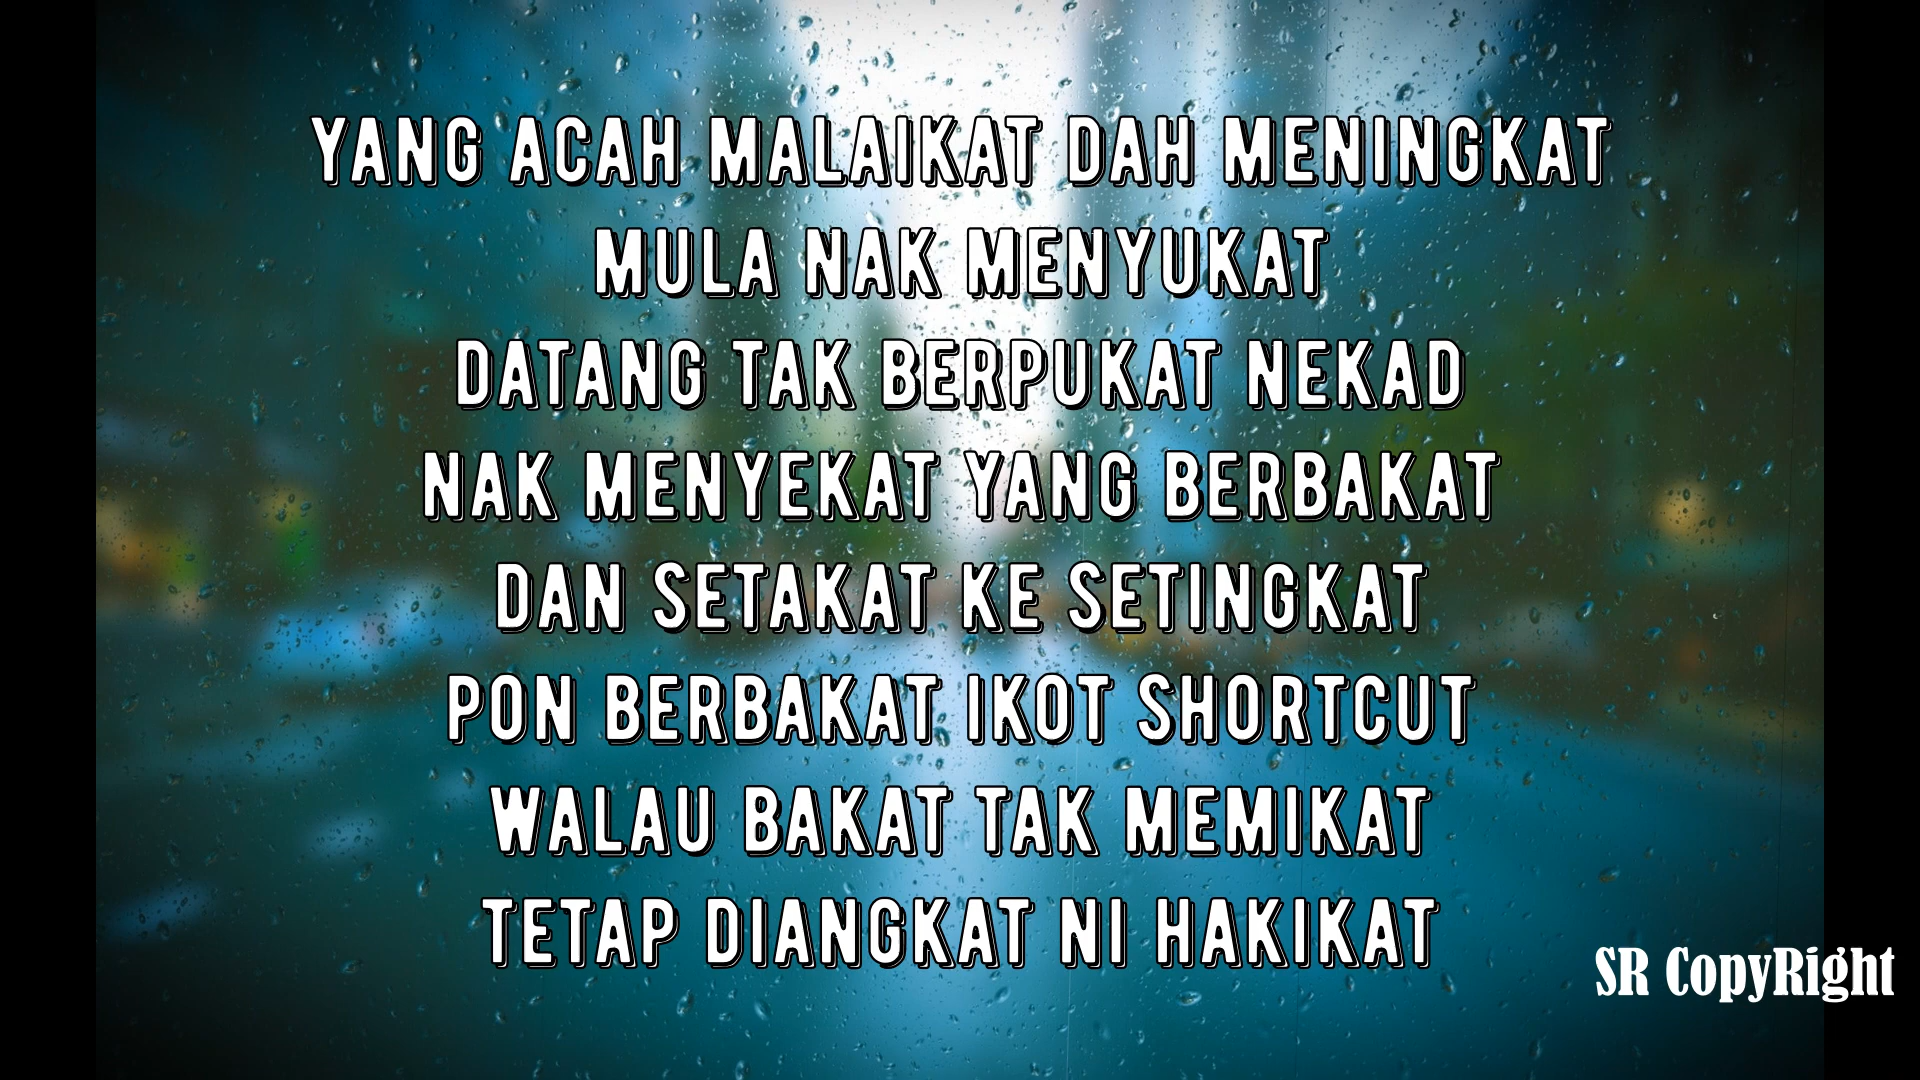 YANG ACAH MALAIKAT DAH MENINGKAT
MULA NAK MENYUKAT
DATANG TAK BERPUKAT NEKAD
NAK MENYEKAT YANG BERBAKAT
DAN SETAKAT KE SETINGKAT
PON BERBAKAT IKOT SHORTCUT
WALAU BAKAT TAK MEMIKAT
TETAP DIANGKAT NI HAKIKAT
SR CopyRight